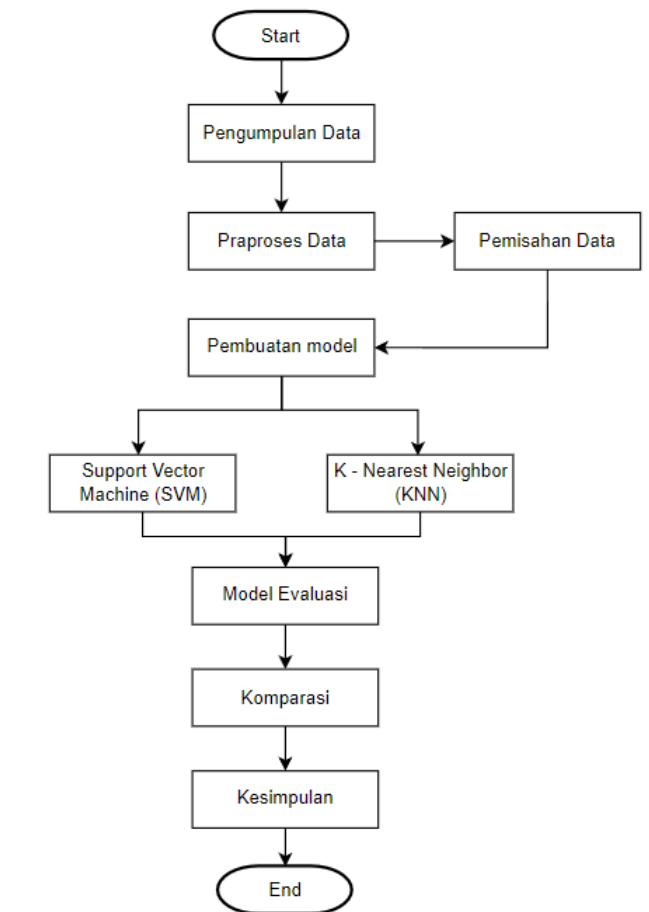 Start
Pengumpulan Data
Praproses Data
Pemisahan Data
Pembuatan model
Support Vector
Machine (SVM)
K - Nearest Neighbor
(KNN)
Model Evaluasi
Komparasi
Kesimpulan
End